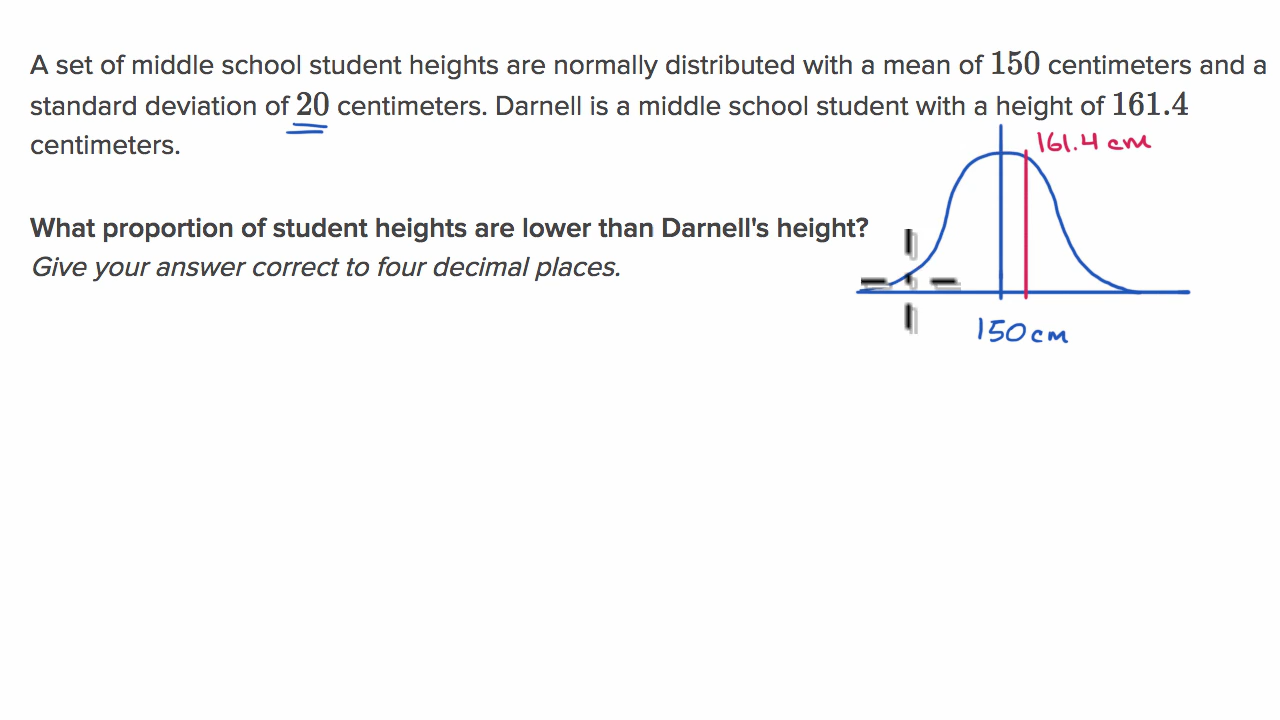 A set of middle school student heights are normally distributed with a mean of 150 centimeters and a
standard deviation of 20 centimeters. Darnell is a middle school student with a height of 161.4
centimeters.
161.4 cm
What proportion of student heights are lower than Darnell's height?
Give your answer correct to four decimal places.
150 cm